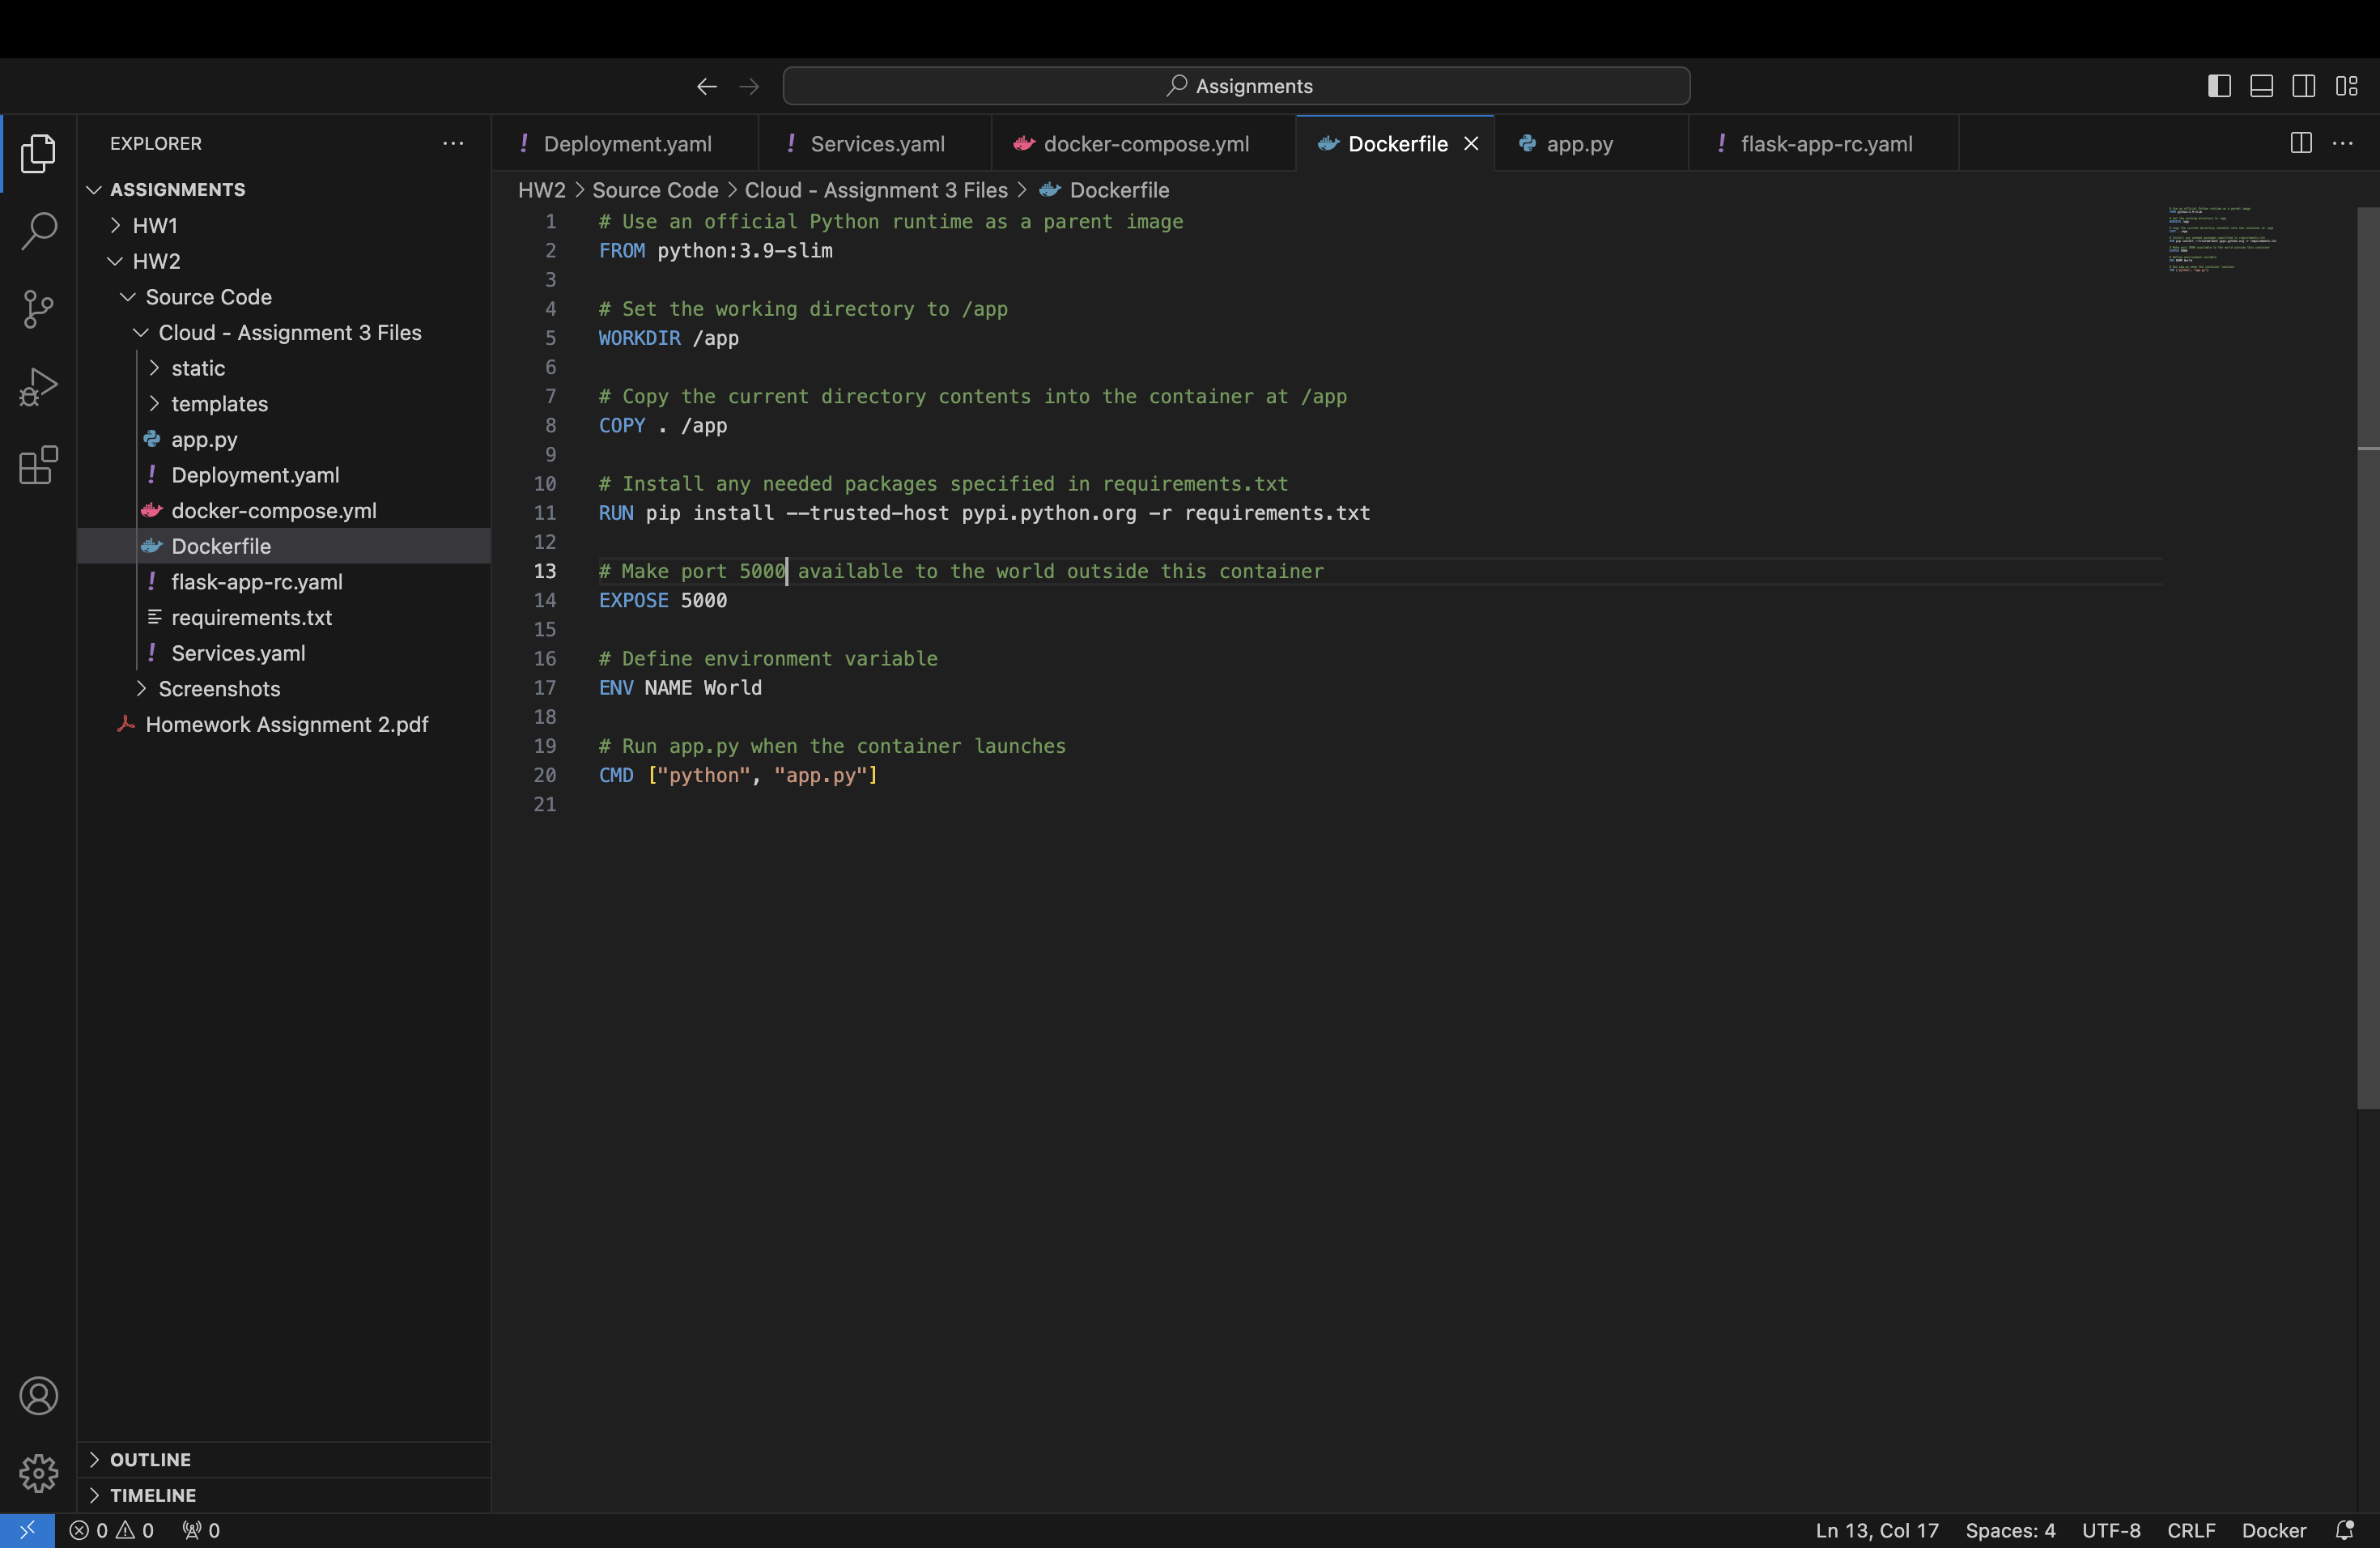 Assignments
EXPLORER
ASSIGNMENTS
HW1
HW2
Source Code
Cloud - Assignment 3 Files
static
templates
app.py
Deployment.yaml
docker-compose.yml
Dockerfile
flask-app-rc.yaml
requirements.txt
Services.yaml
Screenshots
Homework Assignment 2.pdf
OUTLINE
TIMELINE
Deployment.yaml Services.yaml docker-compose.yml Dockerfile app.py flask-app-rc.yaml
HW2 > Source Code > Cloud - Assignment 3 Files > Dockerfile
1 # Use an official Python runtime as a parent image
2 FROM python:3.9-slim
3
4 # Set the working directory to /app
5 WORKDIR /app
6
7 # Copy the current directory contents into the container at /app
8 COPY . /app
9
10 # Install any needed packages specified in requirements.txt
11 RUN pip install --trusted-host pypi.python.org -r requirements.txt
12
13 # Make port 5000 available to the world outside this container
14 EXPOSE 5000
15
16 # Define environment variable
17 ENV NAME World
18
19 # Run app.py when the container launches
20 CMD ["python", "app.py"]
21
0 0 0 Ln 13, Col 17 Spaces: 4 UTF-8 CRLF Docker